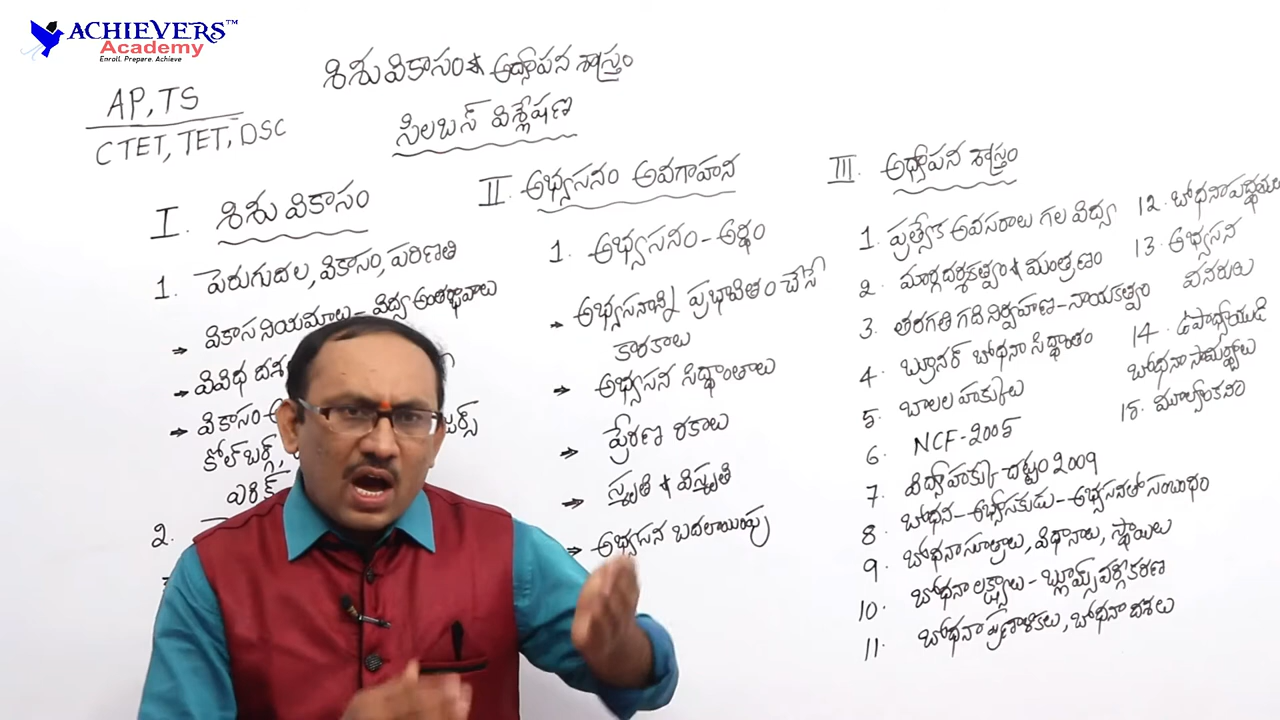 ACHIEVERS™
Academy
Enroll. Prepare. Achieve
శిశు వికాసం & అధ్యాపన శాస్త్రం
సిలబస్ విశ్లేషణ
AP, TS
CTET, TET, DSC
I. శిశు వికాసం
1. పెరుగుదల, వికాసం, పరిణతి
→ వికాస నియమాలు - విద్యా అంతర్భావాలు
→ వివిధ దశ
→ వికాసం
జర్స్
కోల్‌బర్గ్,
ఎరిక్
2.
II అభ్యసనం అవగాహన
1. అభ్యసనం - అర్థం
→ అభ్యసనాన్ని ప్రభావితం చేసే
కారకాలు
→ అభ్యసన సిద్ధాంతాలు
→ ప్రేరణ రకాలు
→ స్మృతి & విస్మృతి
→ అభ్యసన బదలాయింపు
III అధ్యాపన శాస్త్రం
1. ప్రత్యేక అవసరాలు గల విద్య
2. మార్గదర్శకత్వం & మంత్రణం
3. తరగతి గది నిర్వహణ - నాయకత్వం
4. బ్రూనర్ బోధనా సిద్ధాంతం
5. బాలల హక్కులు
6. NCF-2005
7. విద్యాహక్కు చట్టం 2009
8. బోధన - అభ్యాసకుడు - అభ్యసనతో సంబంధం
9. బోధనా సూత్రాలు, విధానాలు, స్థాయిలు
10. బోధనా లక్ష్యాలు - బ్లూమ్స్ వర్గీకరణ
11. బోధనా ప్రణాళికలు, బోధనా దశలు
12. బోధనా పద్ధతులు
13. అభ్యసన
వనరులు
14. ఉపాధ్యాయుడి
బోధనా సామర్థ్యాలు
15. మూల్యాంకనం